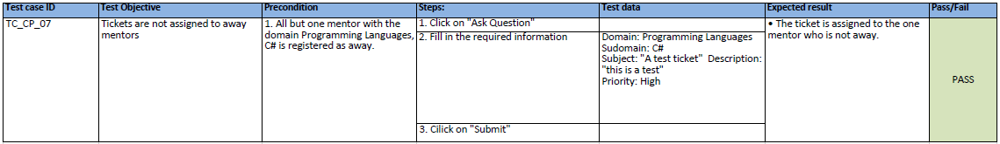 Test case ID Test Objective Precondition Steps: Test data Expected result Pass/Fail
TC_CP_07
Tickets are not assigned to away
mentors
1. All but one mentor with the
domain Programming Languages,
C# is registered as away.
1. Click on "Ask Question"
2. Fill in the required information
Domain: Programming Languages
Sudomain: C#
Subject: "A test ticket" Description:
"this is a test"
Priority: High
3. Cilick on "Submit"
• The ticket is assigned to the one
mentor who is not away.
PASS